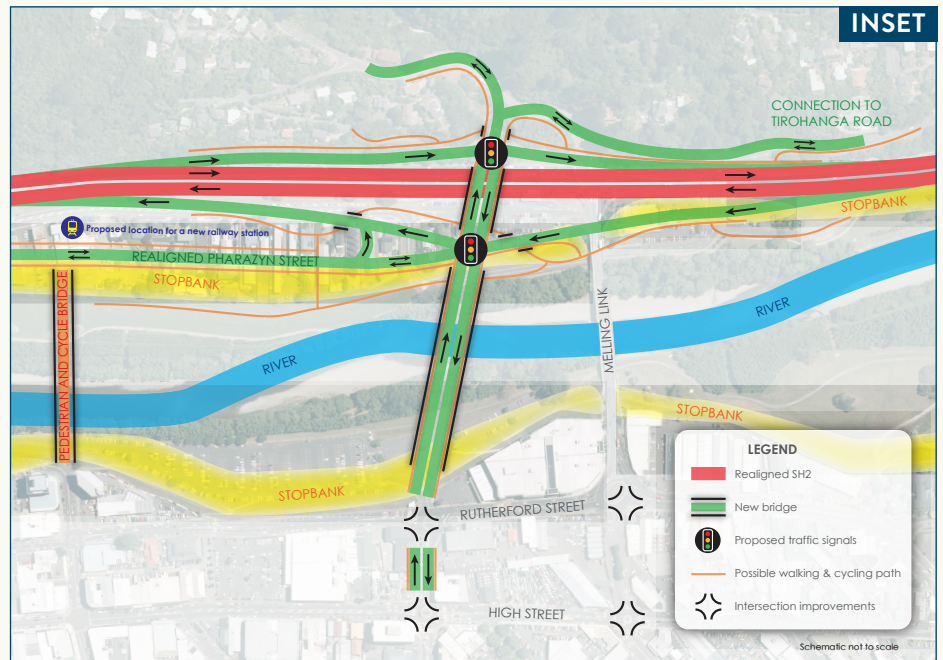 INSET
CONNECTION TO
TIROHANGA ROAD
STOPBANK
Proposed location for a new railway station
REALIGNED PHARAZYN STREET
STOPBANK
PEDESTRIAN AND CYCLE BRIDGE
MELLING LINK
RIVER
RIVER
STOPBANK
STOPBANK
RUTHERFORD STREET
HIGH STREET
LEGEND
Realigned SH2
New bridge
Proposed traffic signals
Possible walking & cycling path
Intersection improvements
Schematic not to scale